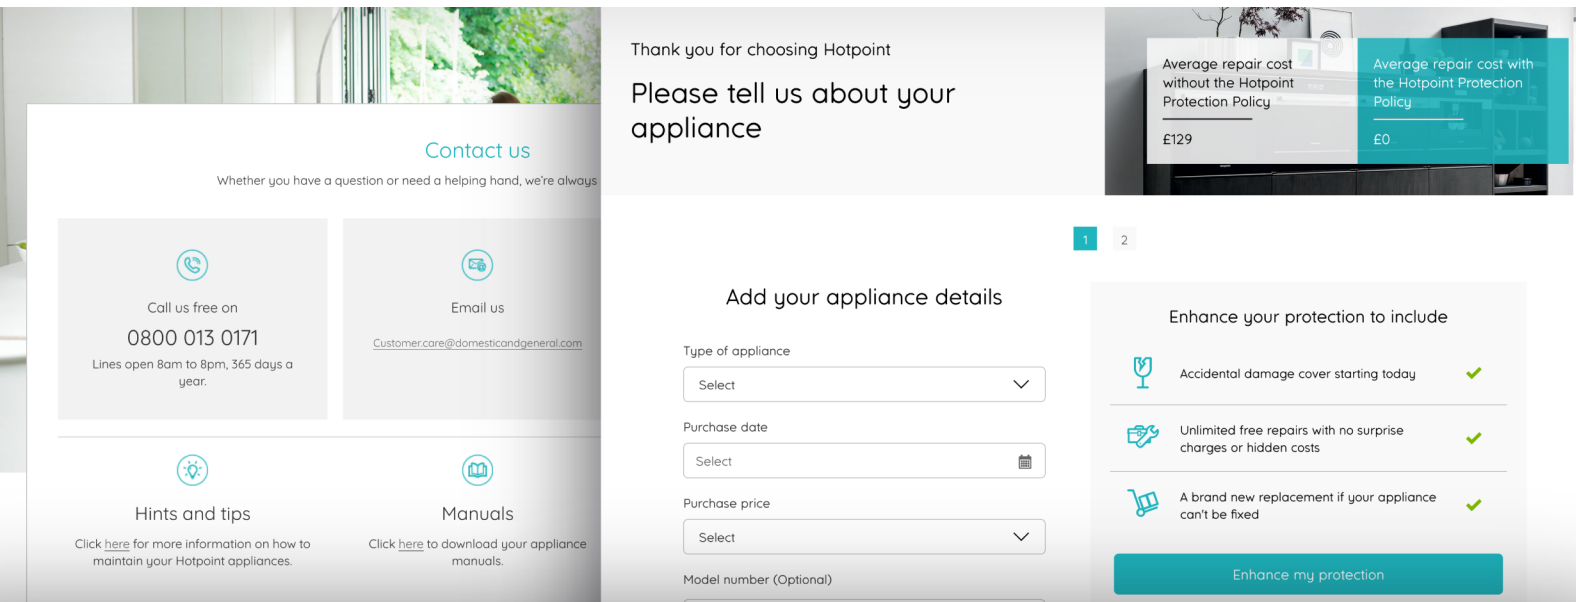 Contact us
Whether you have a question or need a helping hand, we're always
Call us free on
0800 013 0171
Lines open 8am to 8pm, 365 days a
year.
Email us
Customer.care@domesticandgeneral.com
Hints and tips
Click here for more information on how to
maintain your Hotpoint appliances.
Manuals
Click here to download your appliance
manuals.
Thank you for choosing Hotpoint
Please tell us about your
appliance
Average repair cost
without the Hotpoint
Protection Policy
£129
Average repair cost with
the Hotpoint Protection
Policy
£0
1 2
Add your appliance details
Type of appliance
Select
Purchase date
Select
Purchase price
Select
Model number (Optional)
Enhance your protection to include
Accidental damage cover starting today
Unlimited free repairs with no surprise
charges or hidden costs
A brand new replacement if your appliance
can't be fixed
Enhance my protection